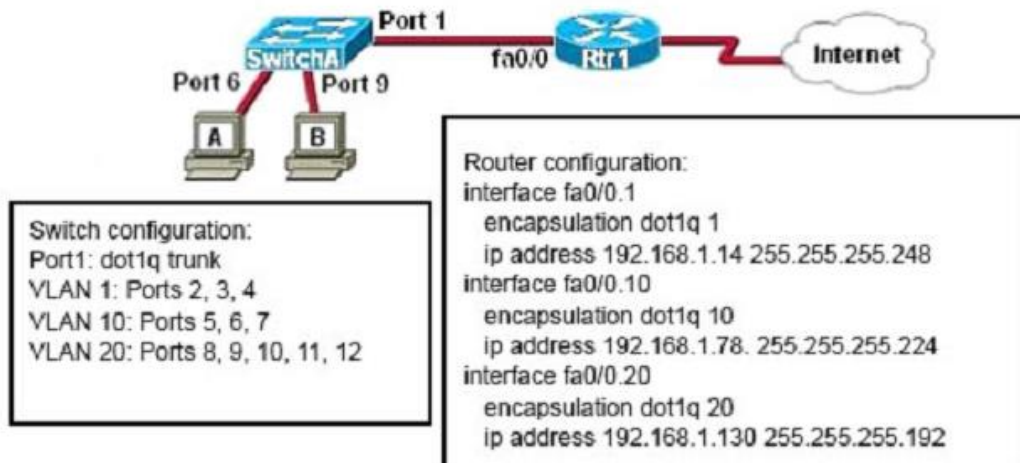 Port 1
SwitchA
fa0/0
Rtr1
Internet
Port 6
Port 9
A
B
Switch configuration:
Port1: dot1q trunk
VLAN 1: Ports 2, 3, 4
VLAN 10: Ports 5, 6, 7
VLAN 20: Ports 8, 9, 10, 11, 12
Router configuration:
interface fa0/0.1
encapsulation dot1q 1
ip address 192.168.1.14 255.255.255.248
interface fa0/0.10
encapsulation dot1q 10
ip address 192.168.1.78. 255.255.255.224
interface fa0/0.20
encapsulation dot1q 20
ip address 192.168.1.130 255.255.255.192